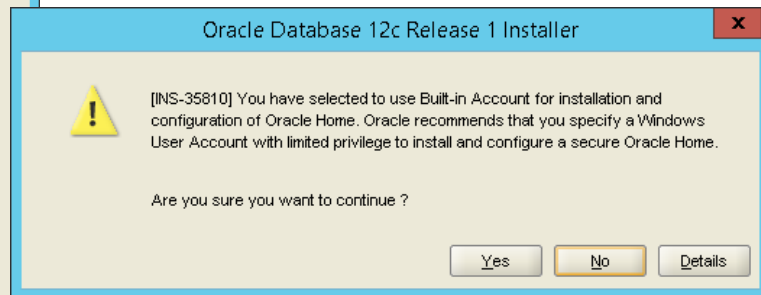 Oracle Database 12c Release 1 Installer
x
[INS-35810] You have selected to use Built-in Account for installation and
configuration of Oracle Home. Oracle recommends that you specify a Windows
User Account with limited privilege to install and configure a secure Oracle Home.
Are you sure you want to continue ?
Yes No Details